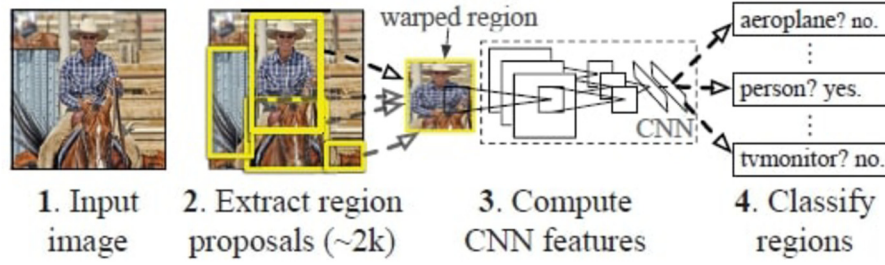 warped region
aeroplane? no.
person? yes.
CNN
tvmonitor? no.
1. Input
image
2. Extract region
proposals (~2k)
3. Compute
CNN features
4. Classify
regions